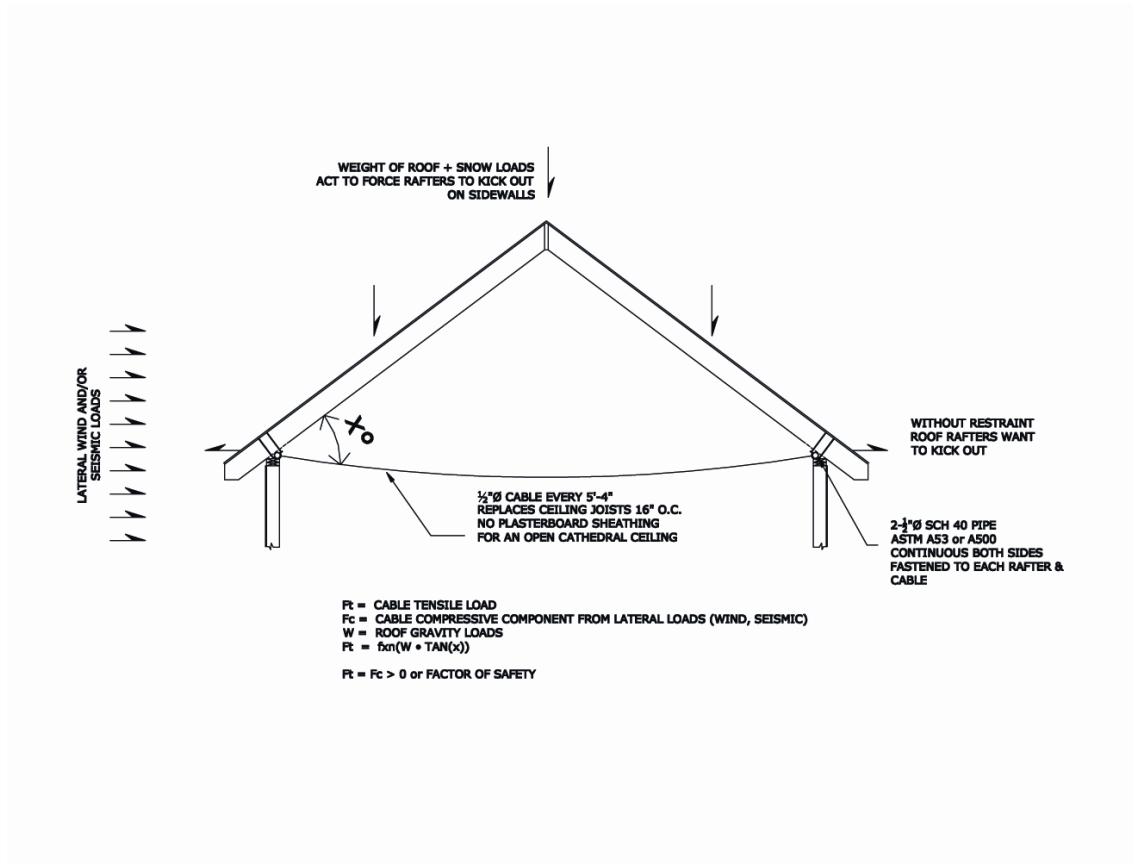 WEIGHT OF ROOF + SNOW LOADS
ACT TO FORCE RAFTERS TO KICK OUT
ON SIDEWALLS
LATERAL WIND AND/OR
SEISMIC LOADS
X°
WITHOUT RESTRAINT
ROOF RAFTERS WANT
TO KICK OUT
½"Ø CABLE EVERY 5'-4"
REPLACES CEILING JOISTS 16" O.C.
NO PLASTERBOARD SHEATHING
FOR AN OPEN CATHEDRAL CEILING
2-½"Ø SCH 40 PIPE
ASTM A53 or A500
CONTINUOUS BOTH SIDES
FASTENED TO EACH RAFTER &
CABLE
Ft = CABLE TENSILE LOAD
Fc = CABLE COMPRESSIVE COMPONENT FROM LATERAL LOADS (WIND, SEISMIC)
W = ROOF GRAVITY LOADS
Ft = fxn(W • TAN(x))
Ft = Fc > 0 or FACTOR OF SAFETY